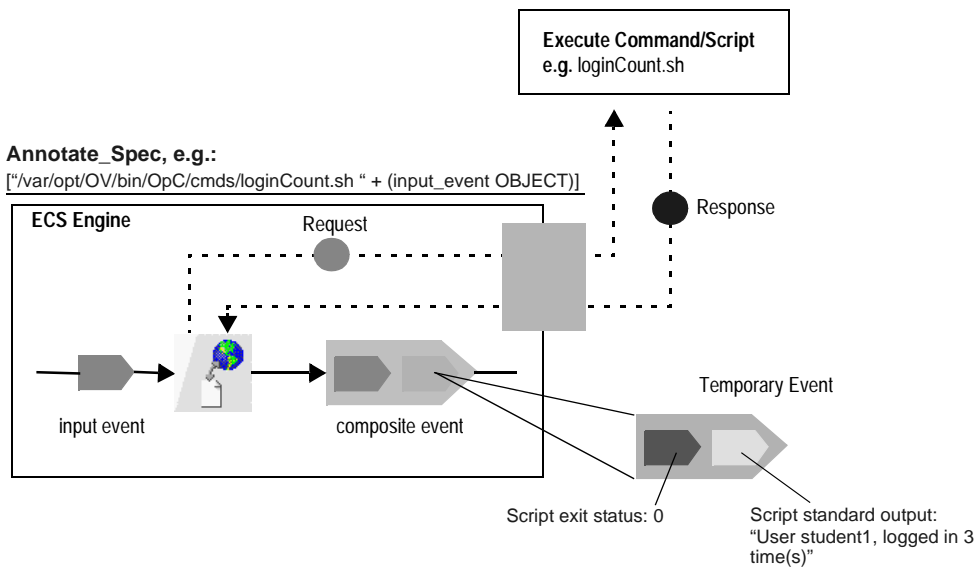 Execute Command/Script
e.g. loginCount.sh
Annotate_Spec, e.g.:
[“/var/opt/OV/bin/OpC/cmds/loginCount.sh “ + (input_event OBJECT)]
ECS Engine
Request
Response
input event
composite event
Temporary Event
Script exit status: 0
Script standard output:
“User student1, logged in 3
time(s)”